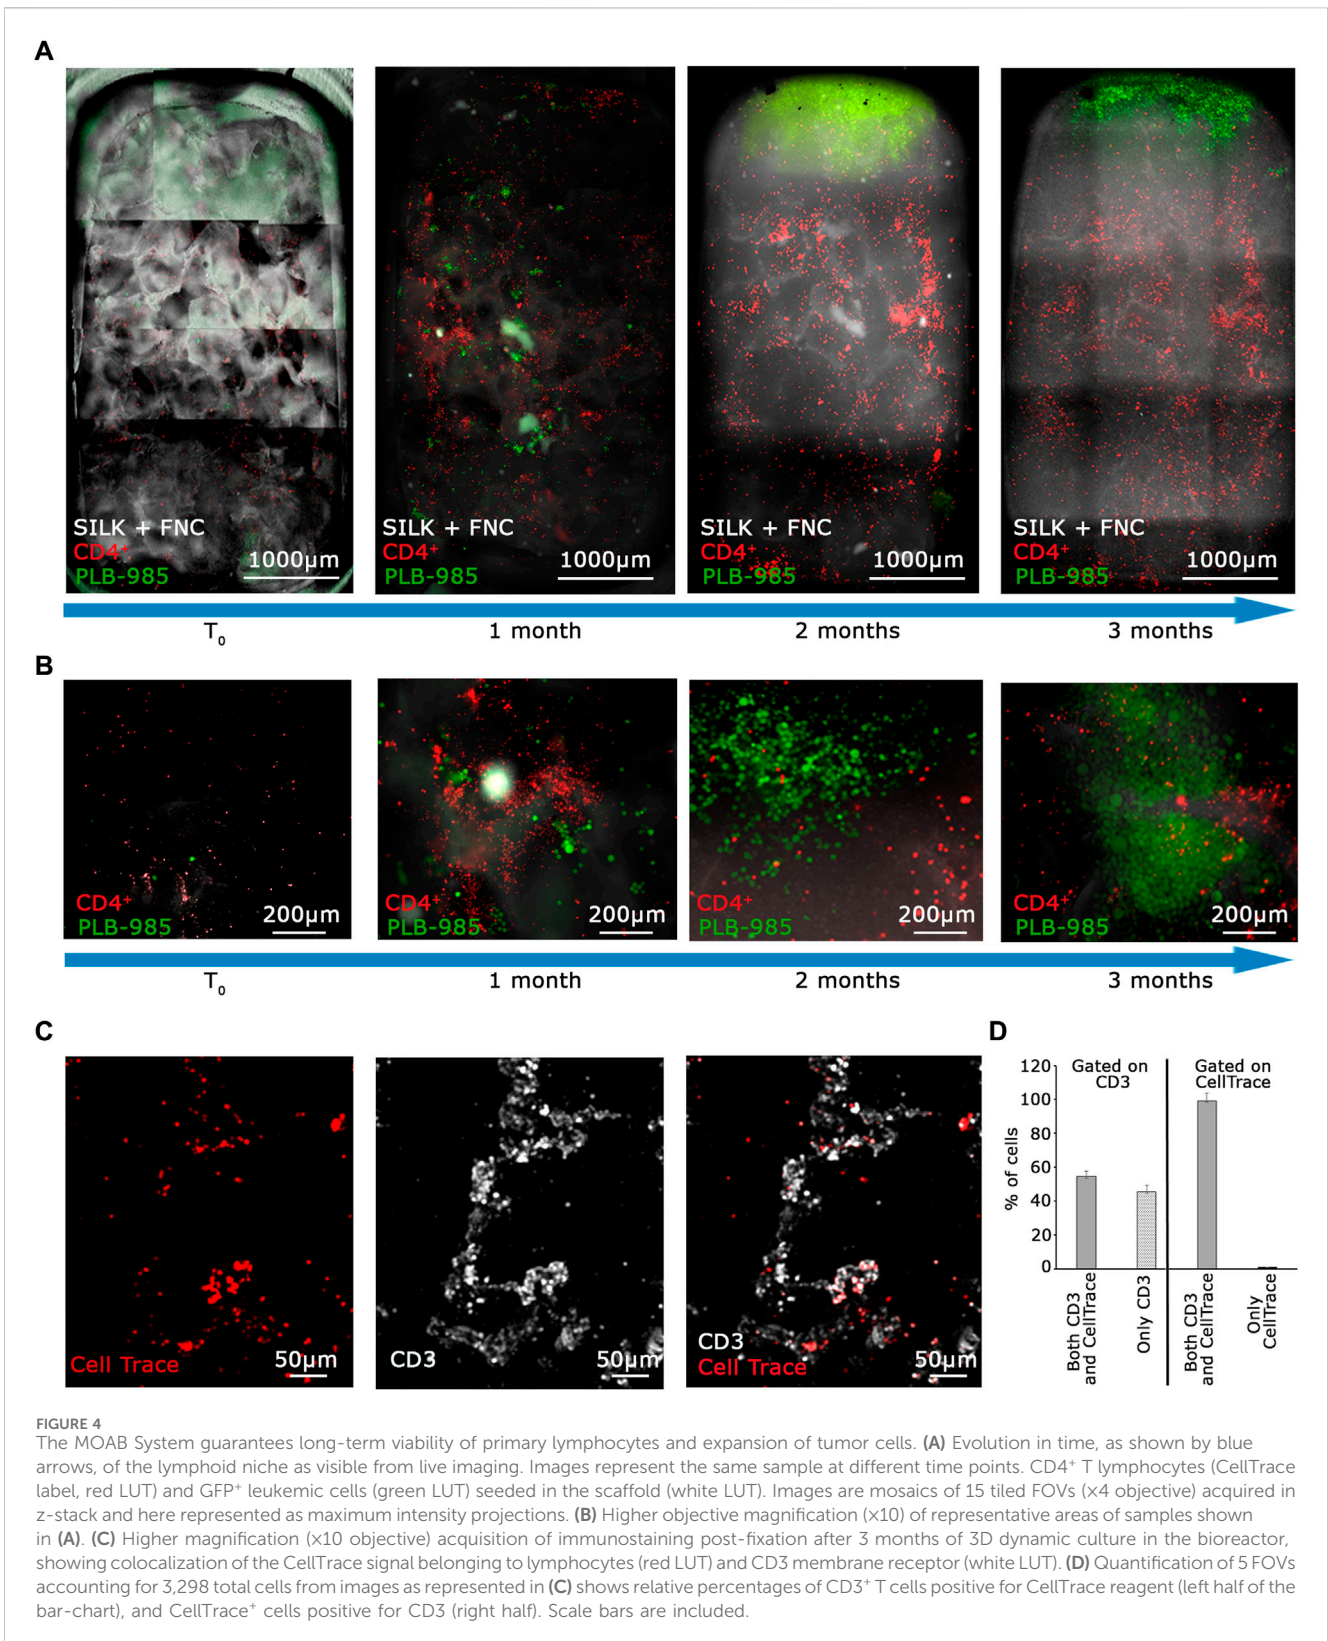 A
SILK + FNC
CD4⁺
PLB-985
1000µm
SILK + FNC
CD4⁺
PLB-985
1000µm
SILK + FNC
CD4⁺
PLB-985
1000µm
SILK + FNC
CD4⁺
PLB-985
1000µm
T₀
1 month
2 months
3 months
B
CD4⁺
PLB-985
200µm
CD4⁺
PLB-985
200µm
CD4⁺
PLB-985
200µm
CD4⁺
PLB-985
200µm
T₀
1 month
2 months
3 months
C
Cell Trace
50µm
CD3
50µm
CD3
Cell Trace
50µm
D
% of cells
120
100
80
60
40
20
0
Gated on
CD3
Gated on
CellTrace
Both CD3
and CellTrace
Only CD3
Both CD3
and CellTrace
Only
CellTrace
FIGURE 4
The MOAB System guarantees long-term viability of primary lymphocytes and expansion of tumor cells. (A) Evolution in time, as shown by blue
arrows, of the lymphoid niche as visible from live imaging. Images represent the same sample at different time points. CD4⁺ T lymphocytes (CellTrace
label, red LUT) and GFP⁺ leukemic cells (green LUT) seeded in the scaffold (white LUT). Images are mosaics of 15 tiled FOVs (×4 objective) acquired in
z-stack and here represented as maximum intensity projections. (B) Higher objective magnification (×10) of representative areas of samples shown
in (A). (C) Higher magnification (×10 objective) acquisition of immunostaining post-fixation after 3 months of 3D dynamic culture in the bioreactor,
showing colocalization of the CellTrace signal belonging to lymphocytes (red LUT) and CD3 membrane receptor (white LUT). (D) Quantification of 5 FOVs
accounting for 3,298 total cells from images as represented in (C) shows relative percentages of CD3⁺ T cells positive for CellTrace reagent (left half of the
bar-chart), and CellTrace⁺ cells positive for CD3 (right half). Scale bars are included.